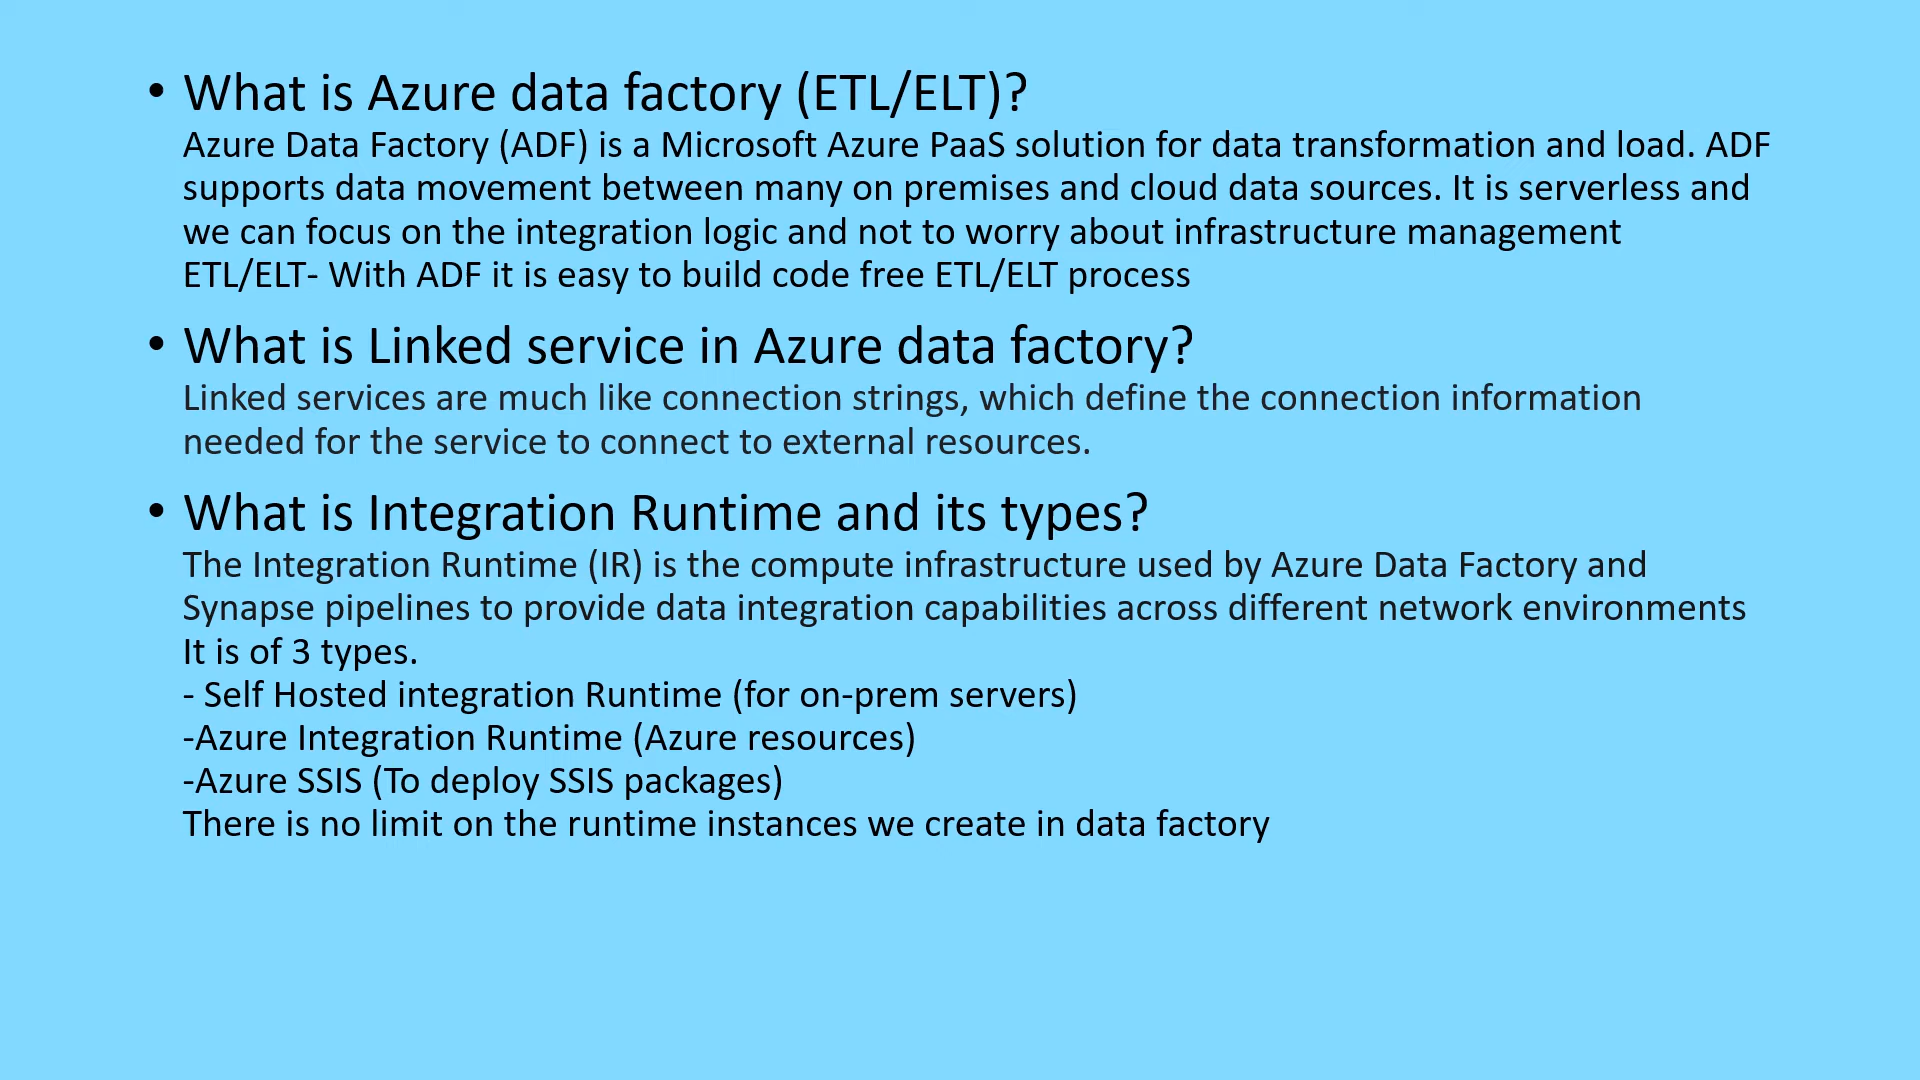 • What is Azure data factory (ETL/ELT)?
Azure Data Factory (ADF) is a Microsoft Azure PaaS solution for data transformation and load. ADF
supports data movement between many on premises and cloud data sources. It is serverless and
we can focus on the integration logic and not to worry about infrastructure management
ETL/ELT- With ADF it is easy to build code free ETL/ELT process
• What is Linked service in Azure data factory?
Linked services are much like connection strings, which define the connection information
needed for the service to connect to external resources.
• What is Integration Runtime and its types?
The Integration Runtime (IR) is the compute infrastructure used by Azure Data Factory and
Synapse pipelines to provide data integration capabilities across different network environments
It is of 3 types.
- Self Hosted integration Runtime (for on-prem servers)
-Azure Integration Runtime (Azure resources)
-Azure SSIS (To deploy SSIS packages)
There is no limit on the runtime instances we create in data factory